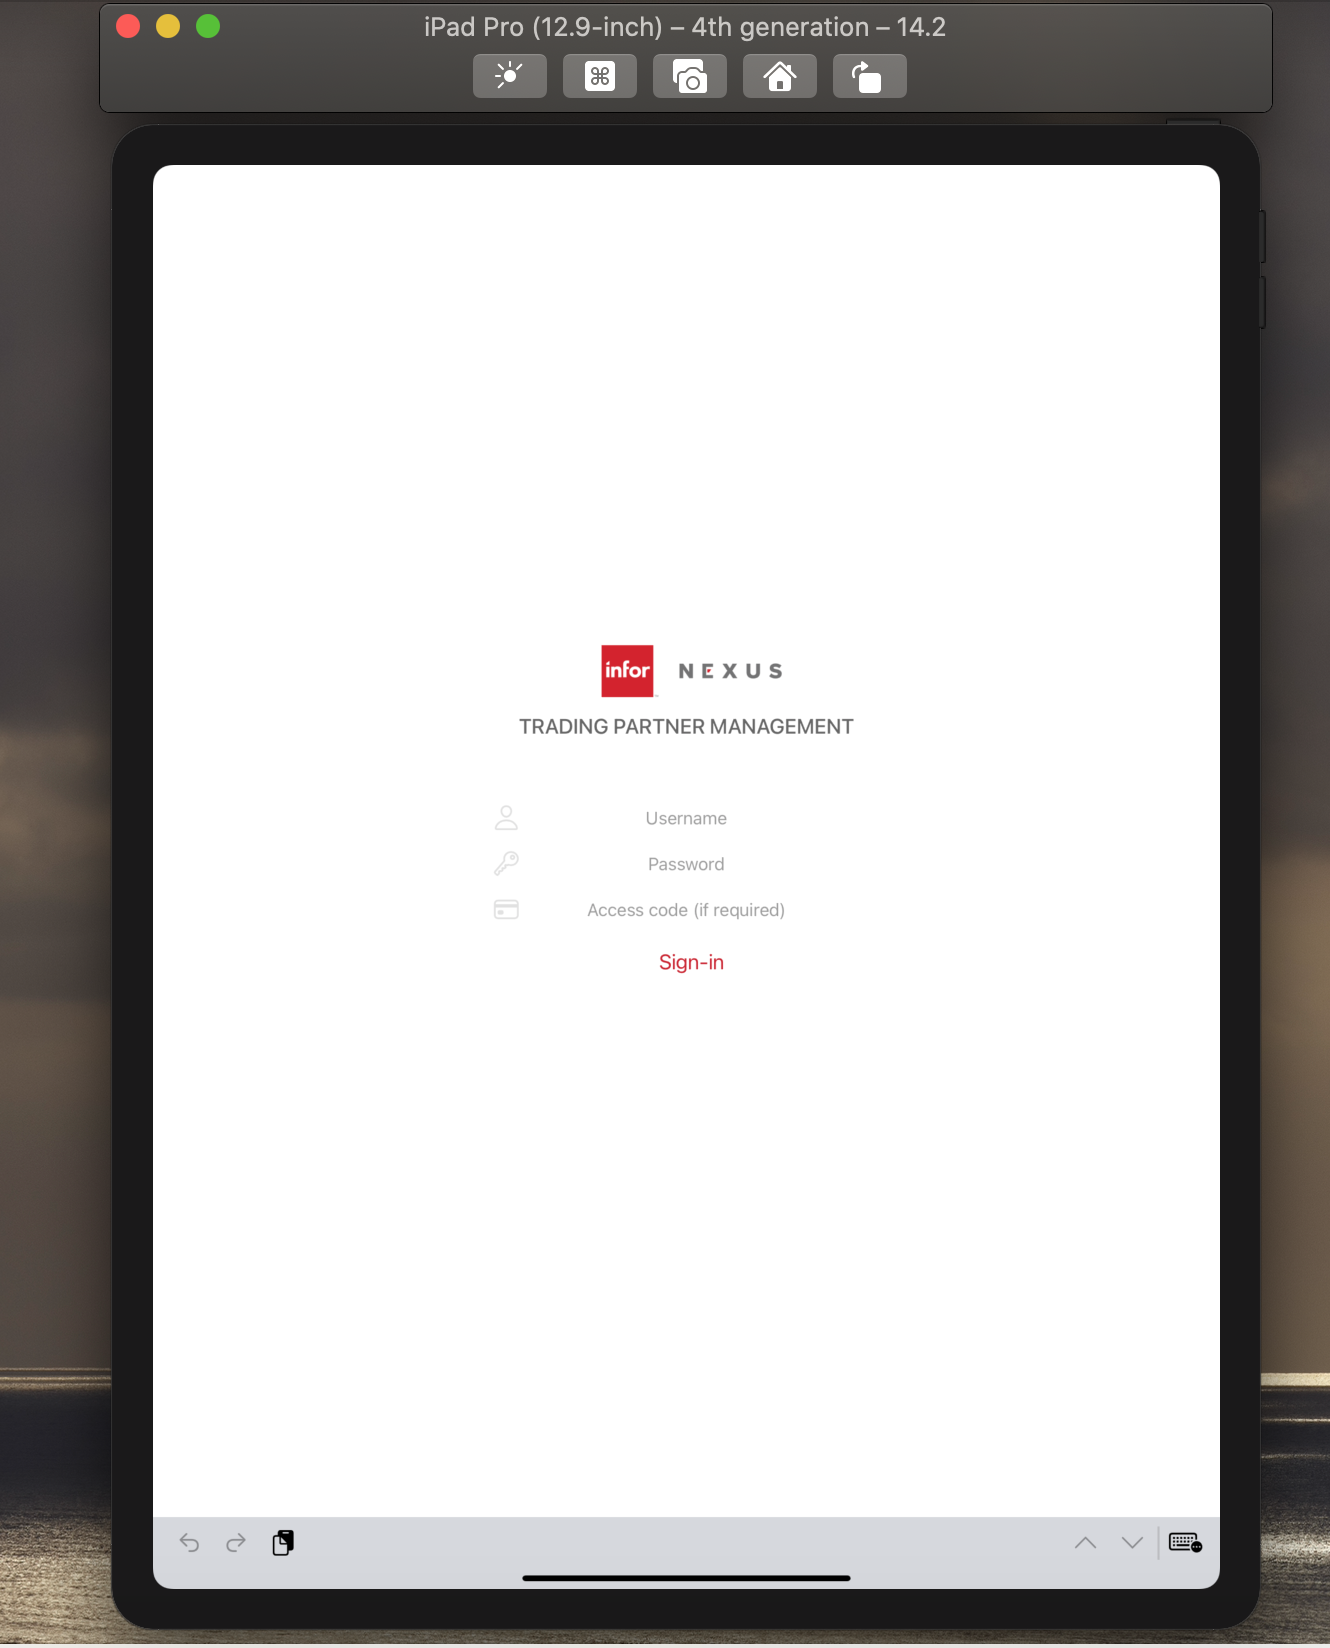 iPad Pro (12.9-inch) – 4th generation – 14.2
infor NEXUS
TRADING PARTNER MANAGEMENT
Username
Password
Access code (if required)
Sign-in